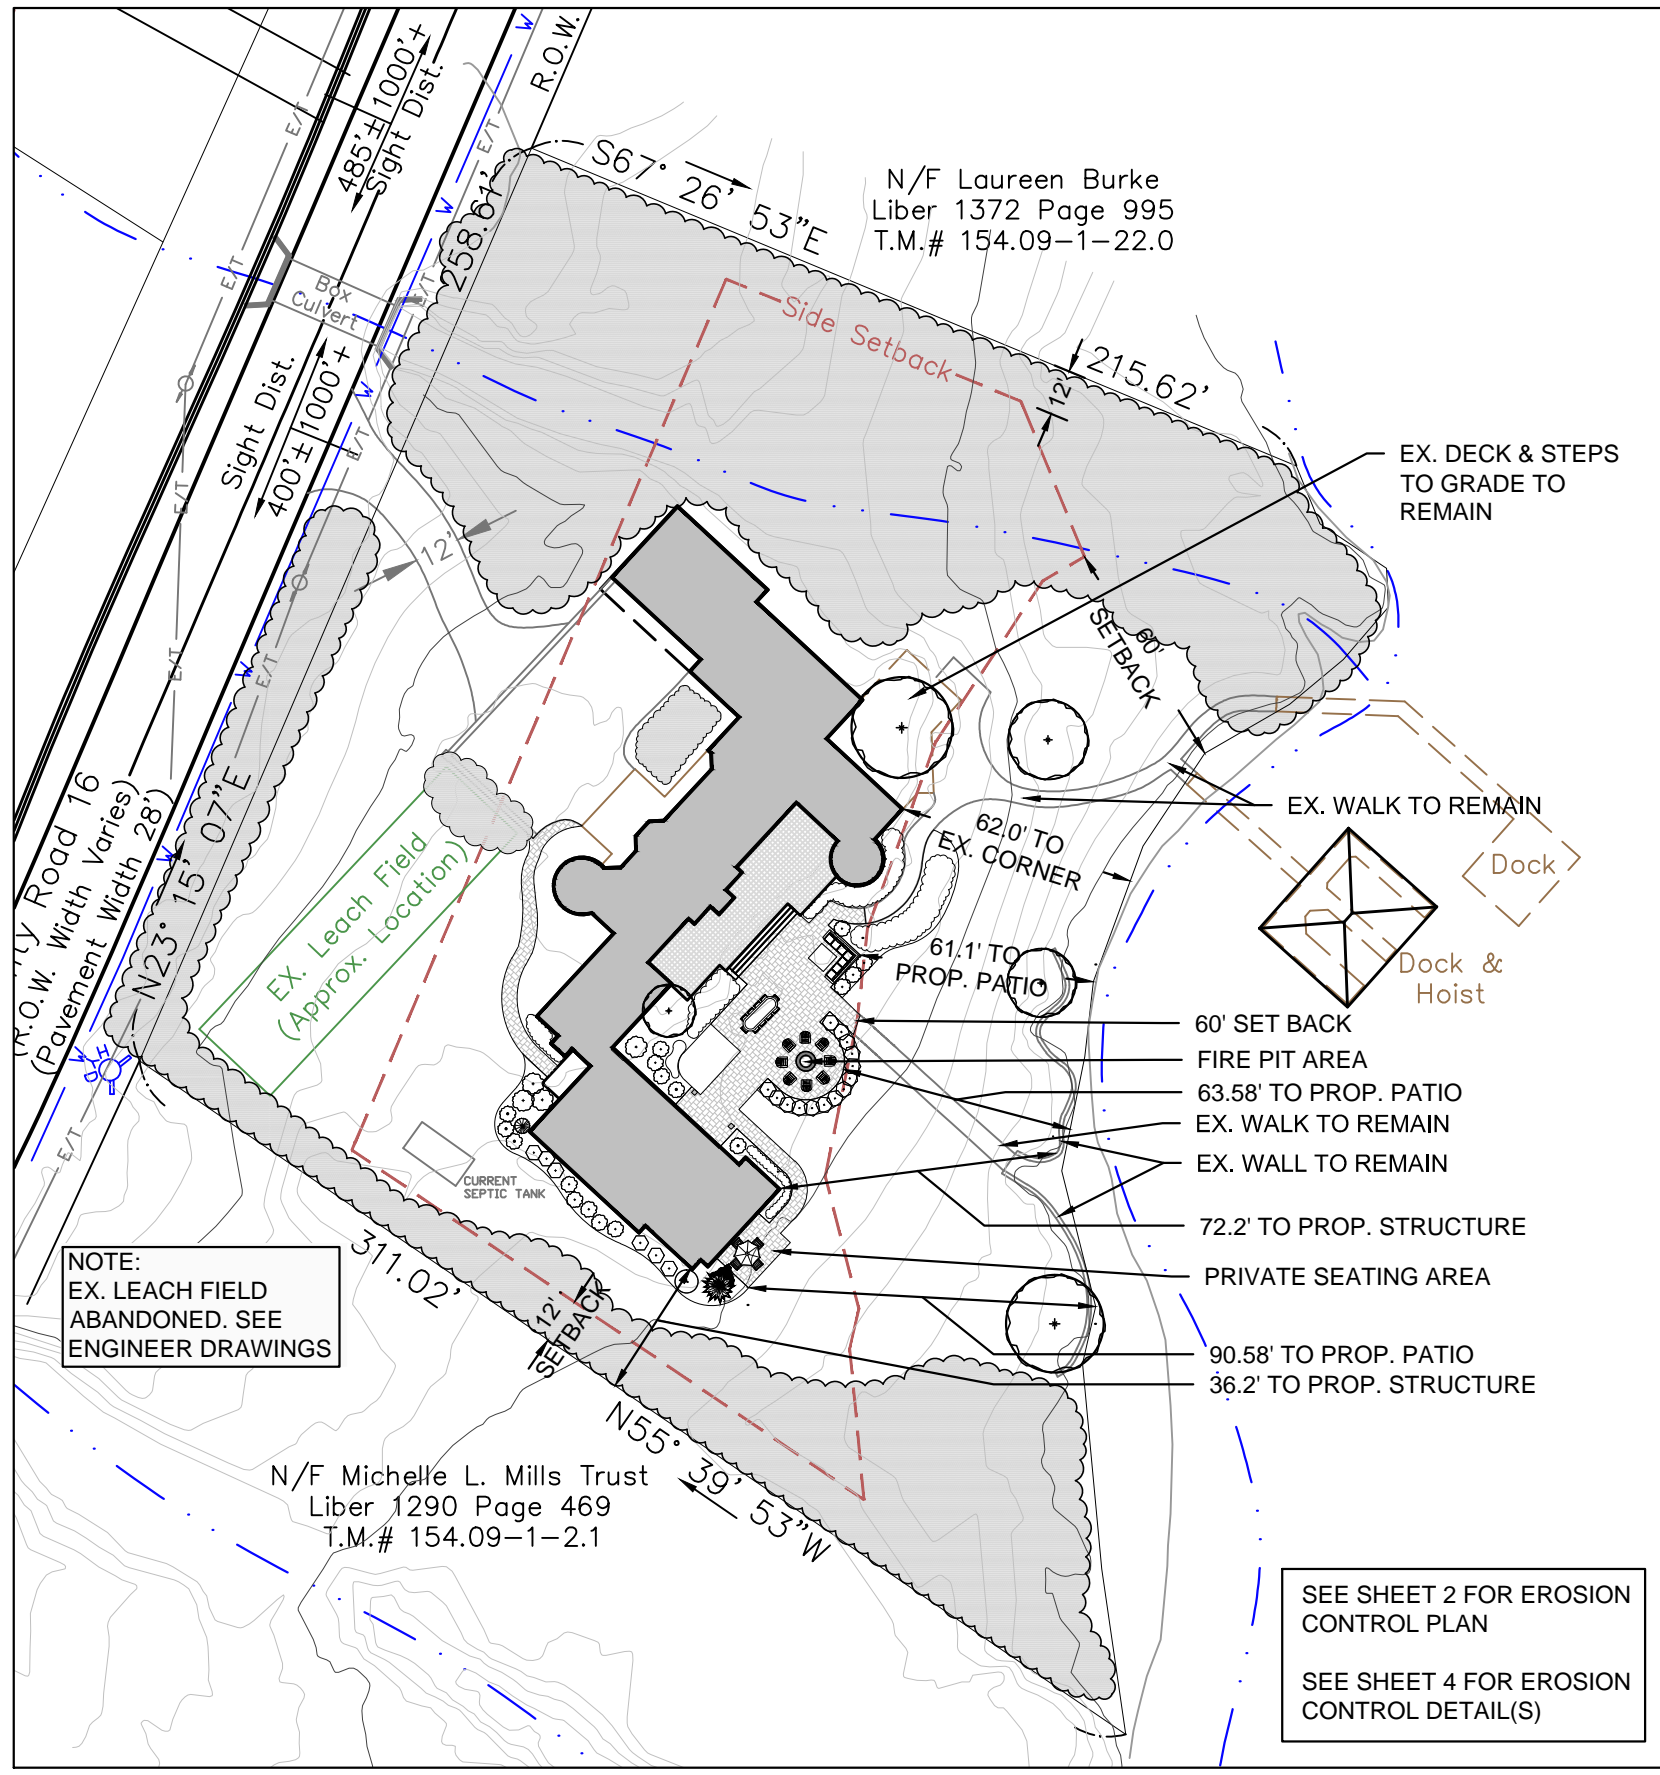 R.O.W.
1000'+
485'±
Sight Dist.
E/T
E/T
E/T
E/T
E/T
E/T
E/T
E/T
E/T
E/T
W
W
W
W
W
W
W
W
258.61'
S67° 26' 53"E
N/F Laureen Burke
Liber 1372 Page 995
T.M.# 154.09-1-22.0
Box
Culvert
Side Setback
215.62'
12'
Sight Dist.
1000'+
400'±
12'
EX. DECK & STEPS
TO GRADE TO
REMAIN
60'
SETBACK
EX. WALK TO REMAIN
62.0' TO
EX. CORNER
Dock
Dock &
Hoist
Road 16
(R.O.W. Width Varies)
(Pavement Width 28')
N23° 15' 07"E
EX. Leach Field
(Approx. Location)
61.1' TO
PROP. PATIO
60' SET BACK
FIRE PIT AREA
63.58' TO PROP. PATIO
EX. WALK TO REMAIN
EX. WALL TO REMAIN
72.2' TO PROP. STRUCTURE
PRIVATE SEATING AREA
90.58' TO PROP. PATIO
36.2' TO PROP. STRUCTURE
HYD
CURRENT
SEPTIC TANK
NOTE:
EX. LEACH FIELD
ABANDONED. SEE
ENGINEER DRAWINGS
311.02'
12'
SETBACK
N55° 39' 53"W
N/F Michelle L. Mills Trust
Liber 1290 Page 469
T.M.# 154.09-1-2.1
SEE SHEET 2 FOR EROSION
CONTROL PLAN
SEE SHEET 4 FOR EROSION
CONTROL DETAIL(S)